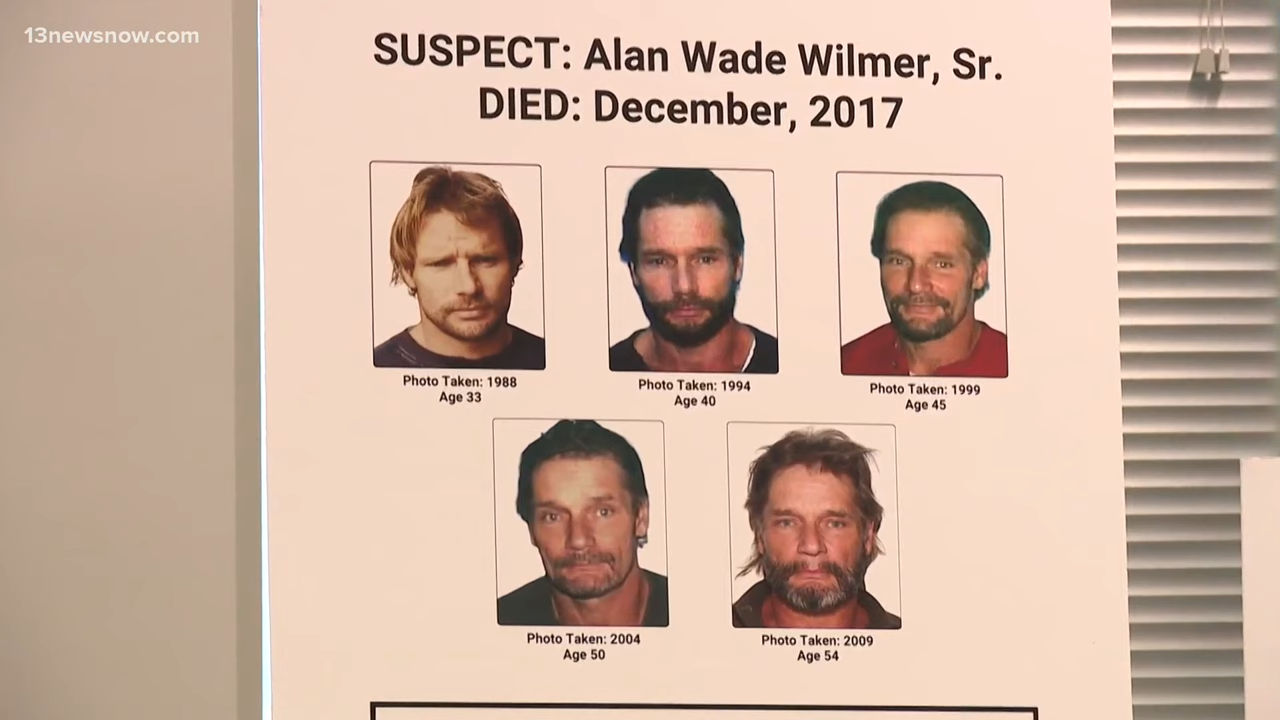 13newsnow.com
SUSPECT: Alan Wade Wilmer, Sr.
DIED: December, 2017
Photo Taken: 1988
Age 33
Photo Taken: 1994
Age 40
Photo Taken: 1999
Age 45
Photo Taken: 2004
Age 50
Photo Taken: 2009
Age 54